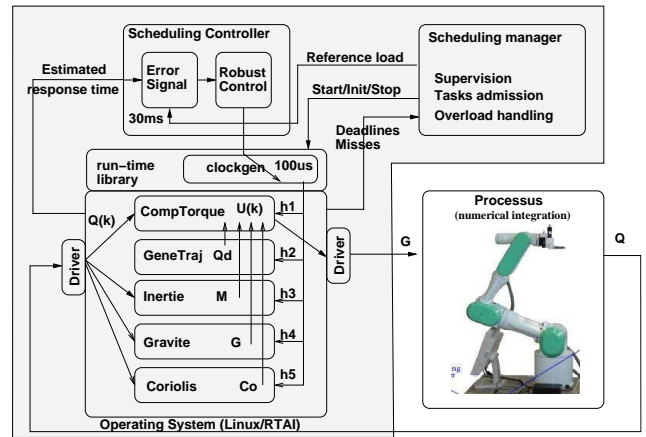 Scheduling Controller
Scheduling manager
Estimated
response time
Error
Signal
Robust
Control
30ms
Reference load
Start/Init/Stop
Supervision
Tasks admission
Overload handling
Deadlines
Misses
run-time
library
clockgen
100us
Q(k)
CompTorque U(k)
h1
GeneTraj Qd
h2
Inertie M
h3
Gravite G
h4
Coriolis Co
h5
Driver
Driver
G
Processus
(numerical integration)
Q
Operating System (Linux/RTAI)